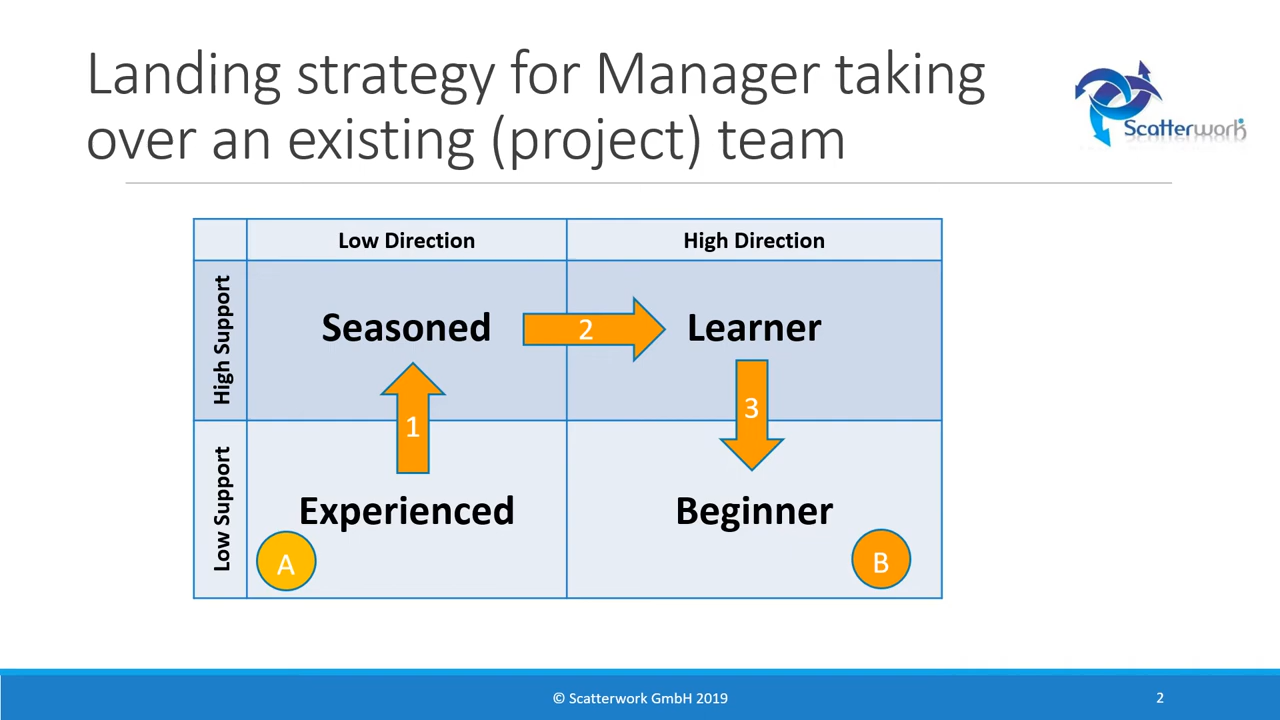 Landing strategy for Manager taking
over an existing (project) team
Scatterwork
Low Direction
High Direction
High Support
Seasoned
2
Learner
1
3
Low Support
Experienced
Beginner
A
B
© Scatterwork GmbH 2019
2